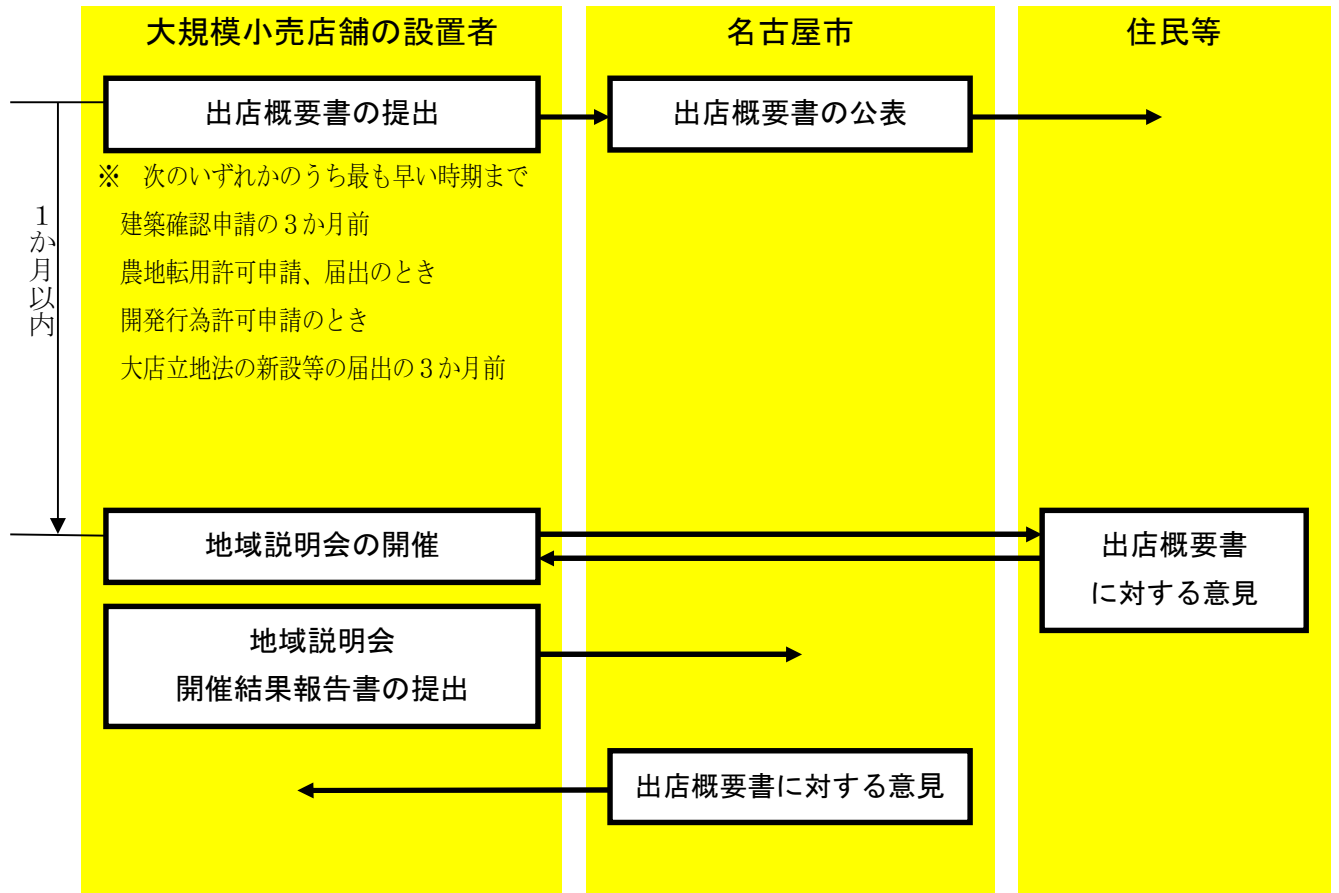 大規模小売店舗の設置者
名古屋市
住民等
出店概要書の提出
出店概要書の公表
※　次のいずれかのうち最も早い時期まで
建築確認申請の３か月前
農地転用許可申請、届出のとき
開発行為許可申請のとき
大店立地法の新設等の届出の３か月前
１か月以内
地域説明会の開催
出店概要書
に対する意見
地域説明会
開催結果報告書の提出
出店概要書に対する意見